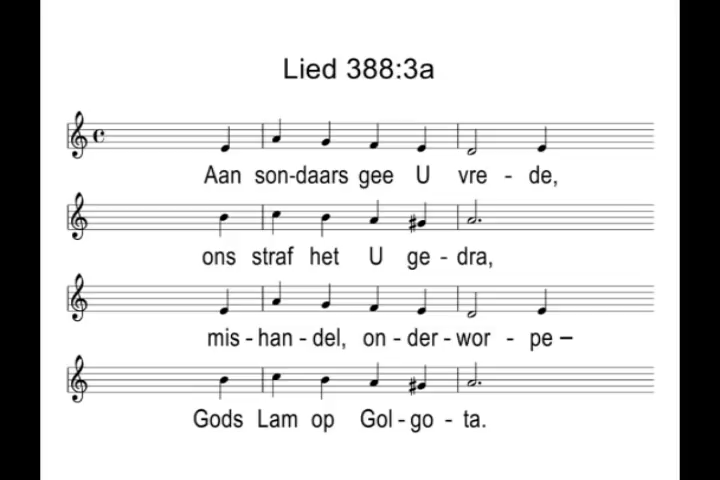 Lied 388:3a
Aan son-daars gee U vre - de,
ons straf het U ge - dra,
mis - han - del, on - der - wor - pe –
Gods Lam op Gol - go - ta.